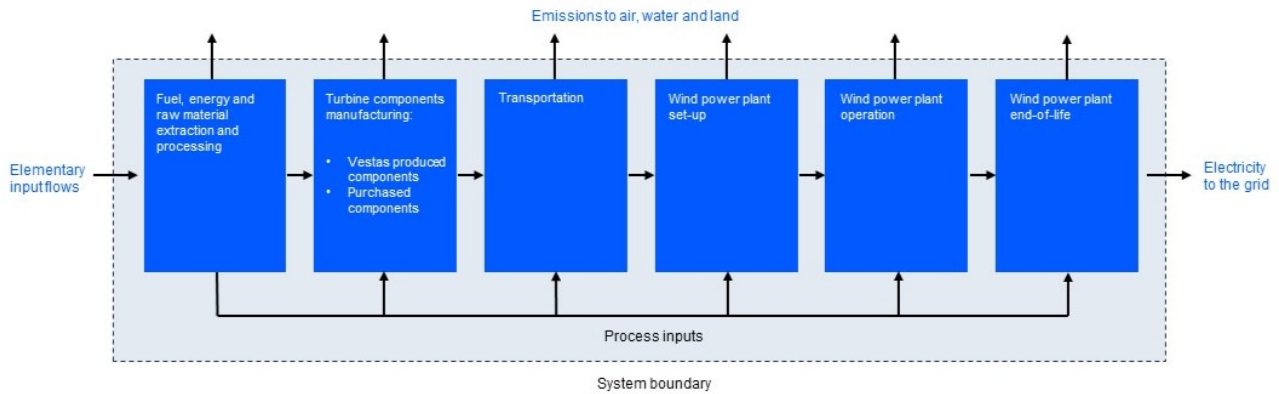 Emissions to air, water and land
Fuel, energy and
raw material
extraction and
processing
Turbine components
manufacturing:
• Vestas produced
components
• Purchased
components
Transportation
Wind power plant
set-up
Wind power plant
operation
Wind power plant
end-of-life
Elementary
input flows
Electricity
to the grid
Process inputs
System boundary